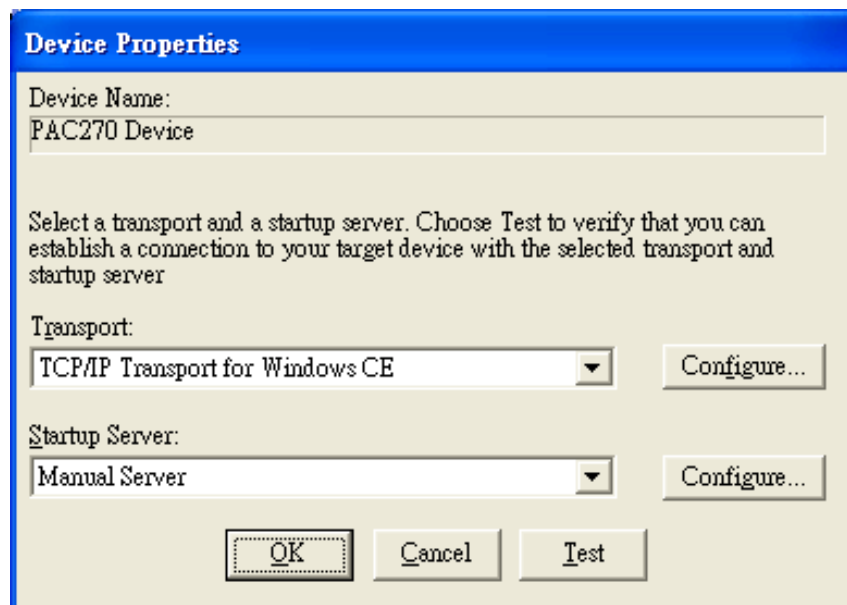 Device Properties
Device Name:
PAC270 Device
Select a transport and a startup server. Choose Test to verify that you can
establish a connection to your target device with the selected transport and
startup server
Transport:
TCP/IP Transport for Windows CE
Configure...
Startup Server:
Manual Server
Configure...
OK
Cancel
Test